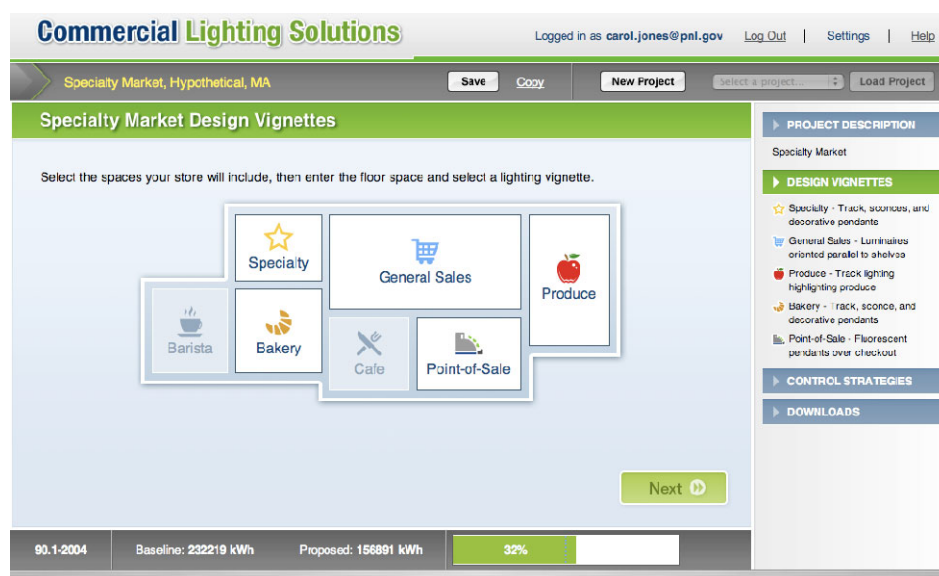 Commercial Lighting Solutions
Logged in as carol.jones@pnl.gov Log Out | Settings | Help
Specialty Market, Hypothetical, MA Save Copy New Project Select a project... Load Project
Specialty Market Design Vignettes
Select the spaces your store will include, then enter the floor space and select a lighting vignette.
Specialty
General Sales
Produce
Barista
Bakery
Cafe
Point-of-Sale
Next
90.1-2004 Baseline: 232219 kWh Proposed: 156891 kWh 32%
PROJECT DESCRIPTION
Specialty Market
DESIGN VIGNETTES
Specialty - Track, sconces, and
decorative pendants
General Sales - Luminaires
oriented parallel to shelves
Produce - Track lighting
highlighting produce
Bakery - Track, sconce, and
decorative pendants
Point-of-Sale - Fluorescent
pendants over checkout
CONTROL STRATEGIES
DOWNLOADS